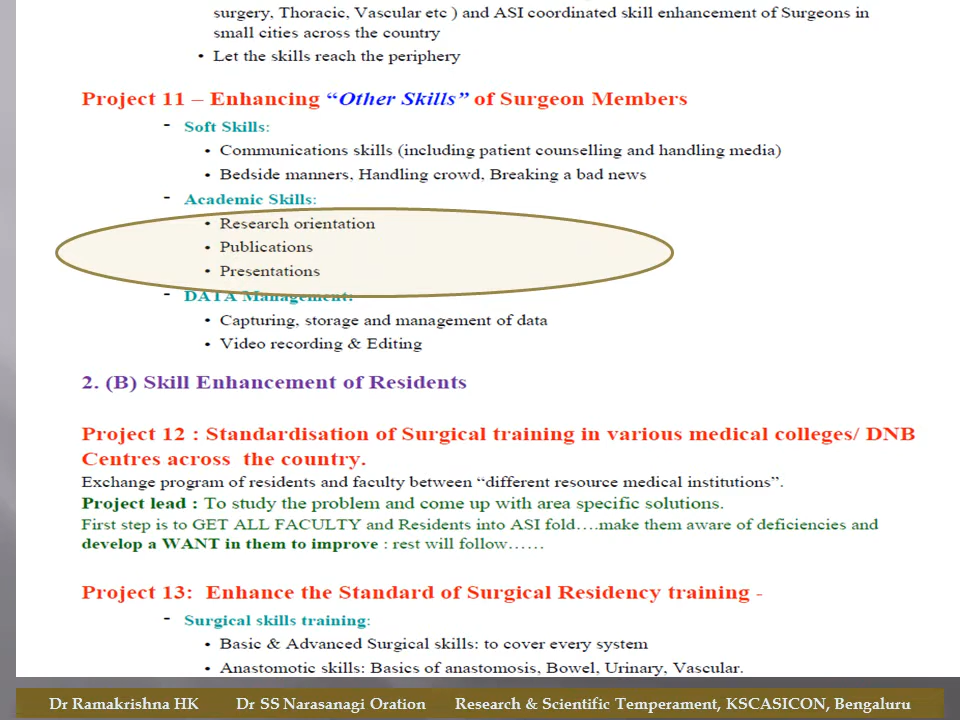 surgery, Thoracic, Vascular etc ) and ASI coordinated skill enhancement of Surgeons in
small cities across the country
• Let the skills reach the periphery
Project 11 – Enhancing “Other Skills” of Surgeon Members
- Soft Skills:
• Communications skills (including patient counselling and handling media)
• Bedside manners, Handling crowd, Breaking a bad news
- Academic Skills:
• Research orientation
• Publications
• Presentations
- DATA Management:
• Capturing, storage and management of data
• Video recording & Editing
2. (B) Skill Enhancement of Residents
Project 12 : Standardisation of Surgical training in various medical colleges/ DNB
Centres across the country.
Exchange program of residents and faculty between “different resource medical institutions”.
Project lead : To study the problem and come up with area specific solutions.
First step is to GET ALL FACULTY and Residents into ASI fold….make them aware of deficiencies and
develop a WANT in them to improve : rest will follow……
Project 13: Enhance the Standard of Surgical Residency training -
- Surgical skills training:
• Basic & Advanced Surgical skills: to cover every system
• Anastomotic skills: Basics of anastomosis, Bowel, Urinary, Vascular.
Dr Ramakrishna HK Dr SS Narasanagi Oration Research & Scientific Temperament, KSCASICON, Bengaluru